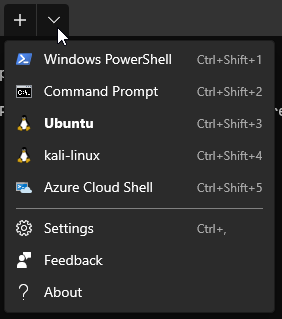 Windows PowerShell Ctrl+Shift+1
Command Prompt Ctrl+Shift+2
Ubuntu Ctrl+Shift+3
kali-linux Ctrl+Shift+4
Azure Cloud Shell Ctrl+Shift+5
Settings Ctrl+,
Feedback
About